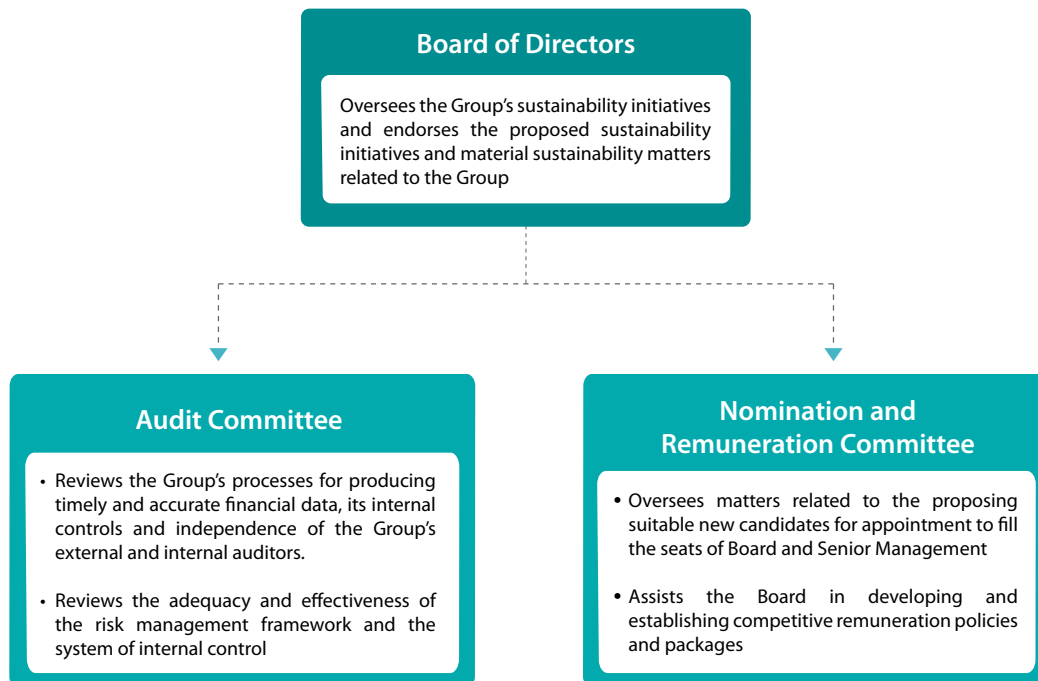 Board of Directors
Oversees the Group's sustainability initiatives
and endorses the proposed sustainability
initiatives and material sustainability matters
related to the Group
Audit Committee
• Reviews the Group's processes for producing
timely and accurate financial data, its internal
controls and independence of the Group's
external and internal auditors.
• Reviews the adequacy and effectiveness of
the risk management framework and the
system of internal control
Nomination and
Remuneration Committee
• Oversees matters related to the proposing
suitable new candidates for appointment to fill
the seats of Board and Senior Management
• Assists the Board in developing and
establishing competitive remuneration policies
and packages